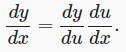 dy/dx = dy/du du/dx.